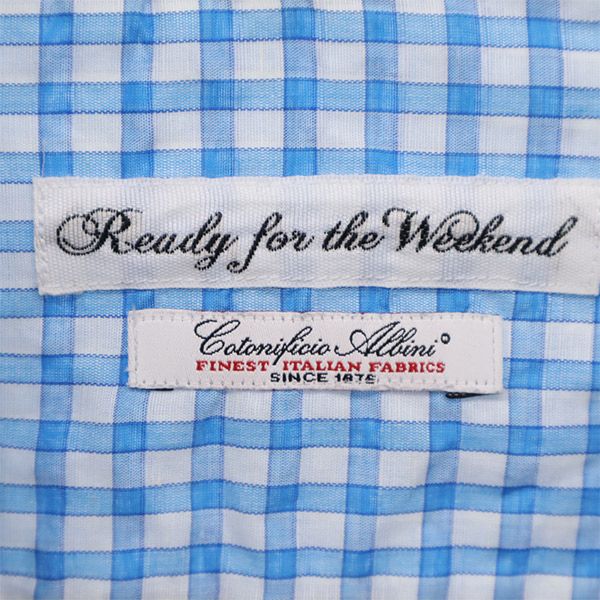 Ready for the Weekend
Cotonificio Albini®
FINEST ITALIAN FABRICS
SINCE 1876